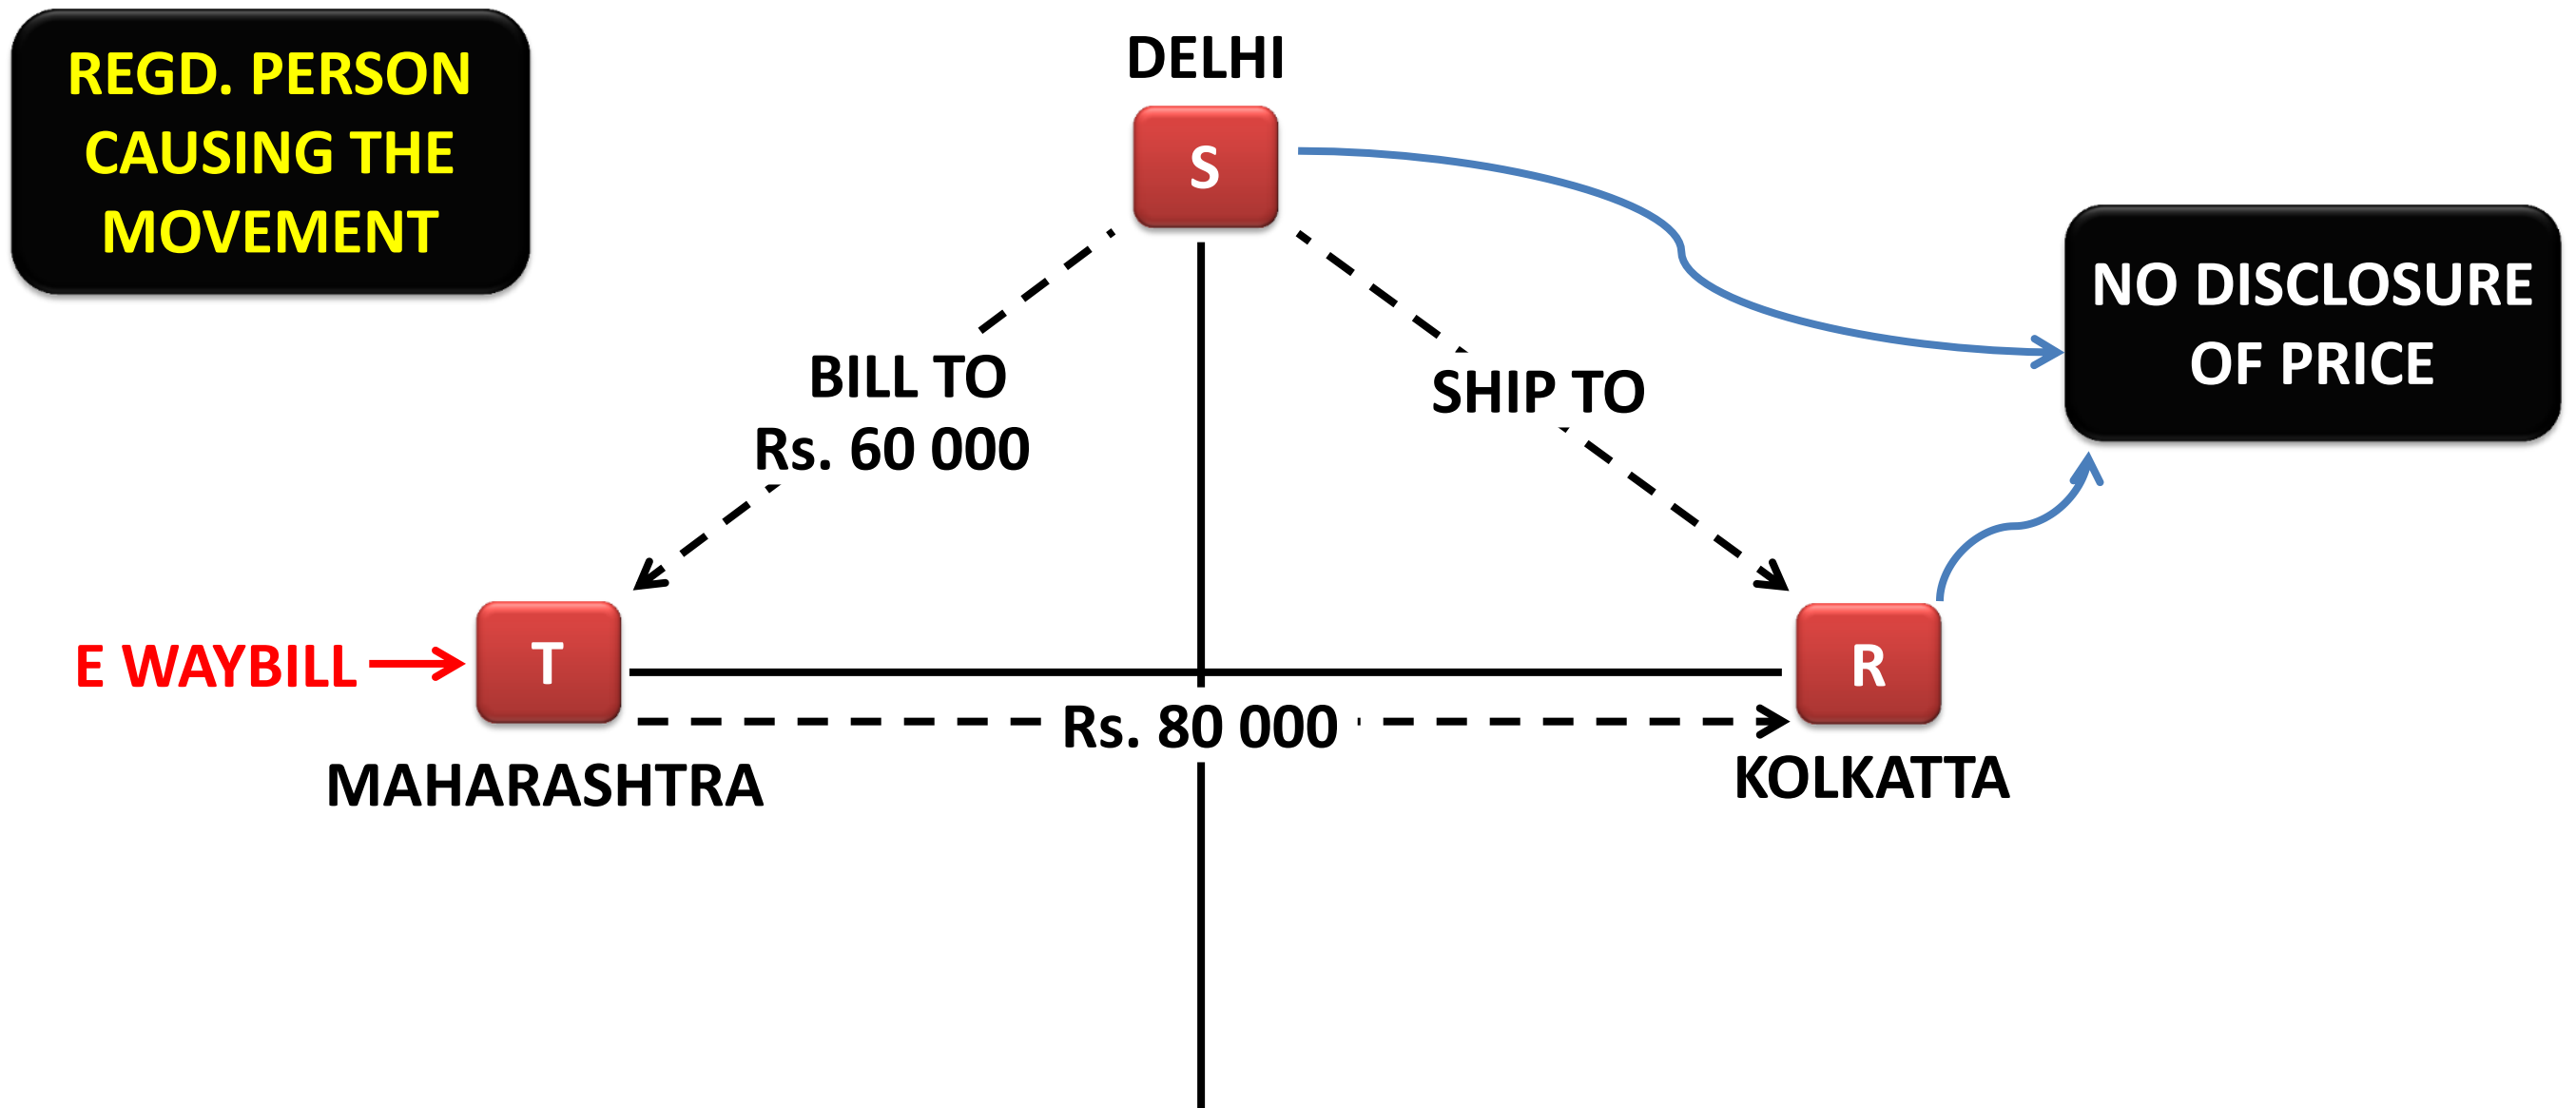 REGD. PERSON
CAUSING THE
MOVEMENT
DELHI
S
NO DISCLOSURE
OF PRICE
BILL TO
Rs. 60 000
SHIP TO
E WAYBILL
T
R
Rs. 80 000
MAHARASHTRA
KOLKATTA